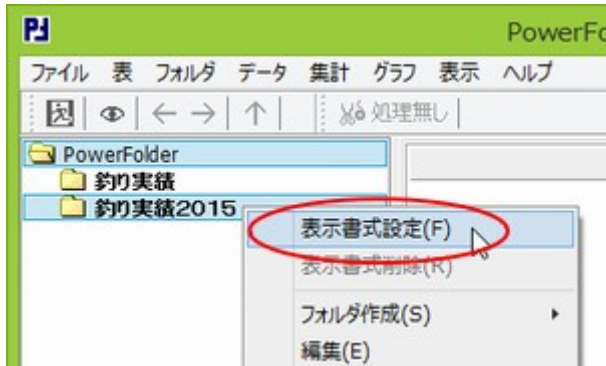 PowerFo
ファイル 表 フォルダ データ 集計 グラフ 表示 ヘルプ
処理無し
PowerFolder
釣り実績
釣り実績2015
表示書式設定(F)
表示書式削除(R)
フォルダ作成(S)
編集(E)